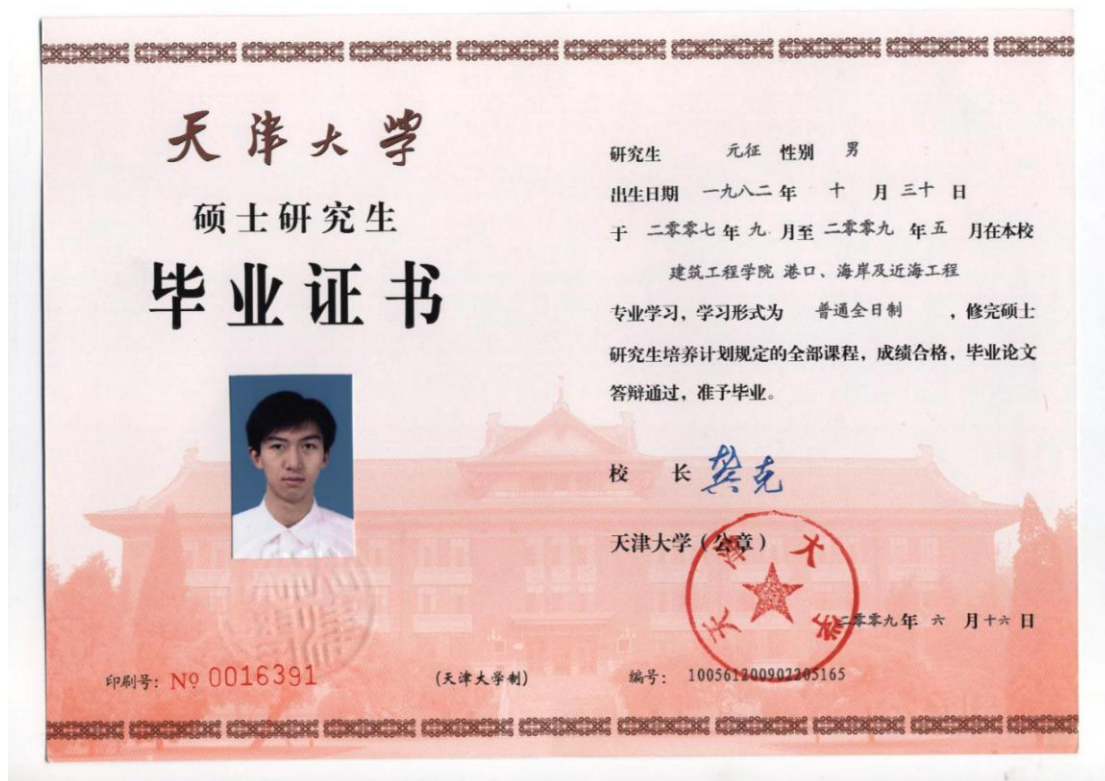 天津大学
硕士研究生
毕业证书
印刷号：№ 0016391
(天津大学制)
研究生 元征 性别 男
出生日期 一九八二 年 十 月 三十 日
于 二零零七 年 九 月至 二零零九 年 五 月在本校
建筑工程学院 港口、海岸及近海工程
专业学习，学习形式为 普通全日制 ，修完硕士
研究生培养计划规定的全部课程，成绩合格，毕业论文
答辩通过，准予毕业。
校 长 龚克
天津大学（公章）
天津大学
二零零九 年 六 月 十六 日
编号： 100561200902205165